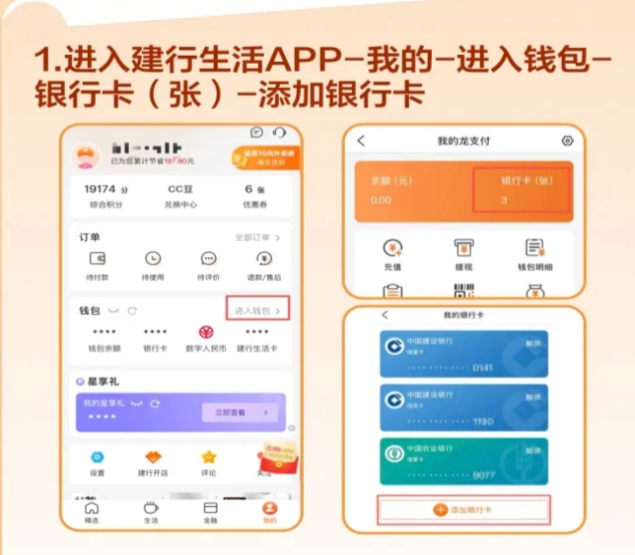 1.进入建行生活APP-我的-进入钱包-
银行卡（张）-添加银行卡
已为您累计节省197.90元
19174 分
综合积分
CC豆
兑换中心
6 张
优惠券
订单
全部订单 >
待付款
待使用
待评价
退款/售后
钱包
进入钱包 >
**** **** ****
钱包余额
银行卡
数字人民币
建行生活卡
星享礼
我的星享礼
****
立即查看 >
设置
建行开店
评论
精选
生活
金融
我的
< 我的龙支付
余额（元）
0.00
银行卡（张）
3
充值
提现
钱包明细
< 我的银行卡
中国建设银行
储蓄卡
中国建设银行
信用卡
中国农业银行
储蓄卡
9077
添加银行卡